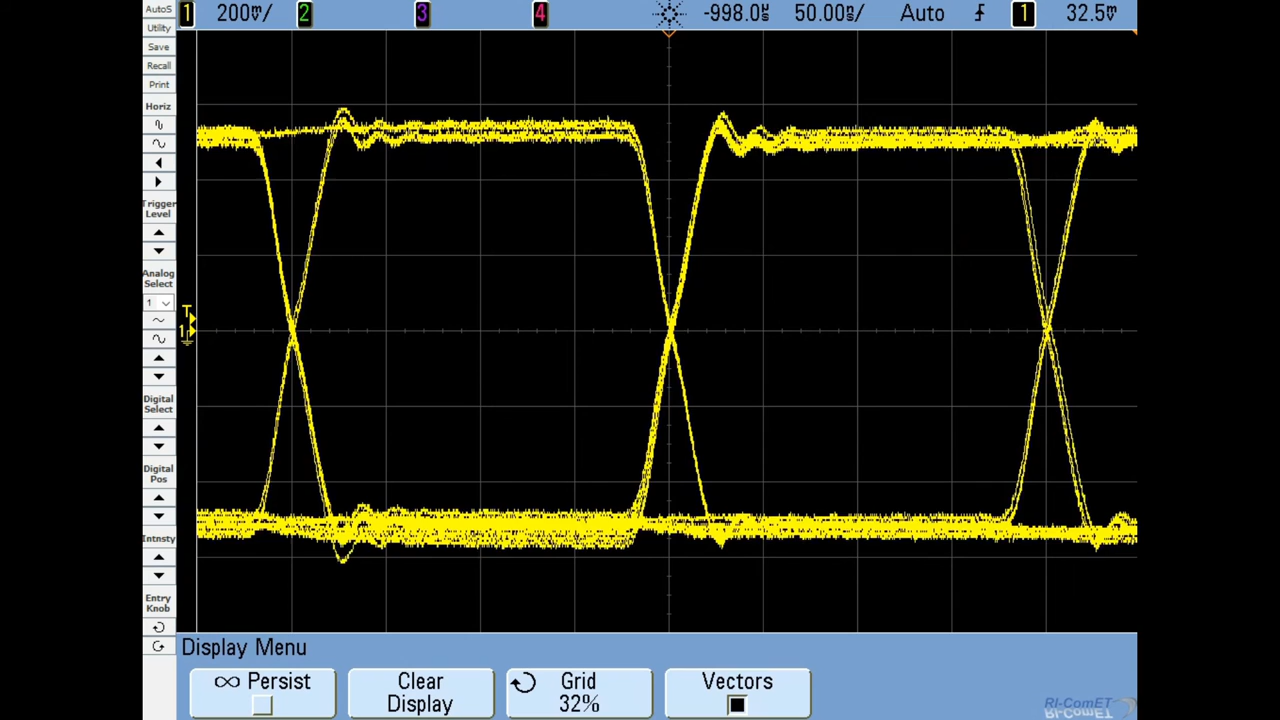 AutoS
Utility
Save
Recall
Print
Horiz
Trigger
Level
Analog
Select
1
Digital
Select
Digital
Pos
Intnsty
Entry
Knob
1 200mV/ 2 3 4 -998.0ns 50.00ns/ Auto 1 32.5mV
T
1
Display Menu
∞ Persist
Clear
Display
Grid
32%
Vectors
RI-ComET